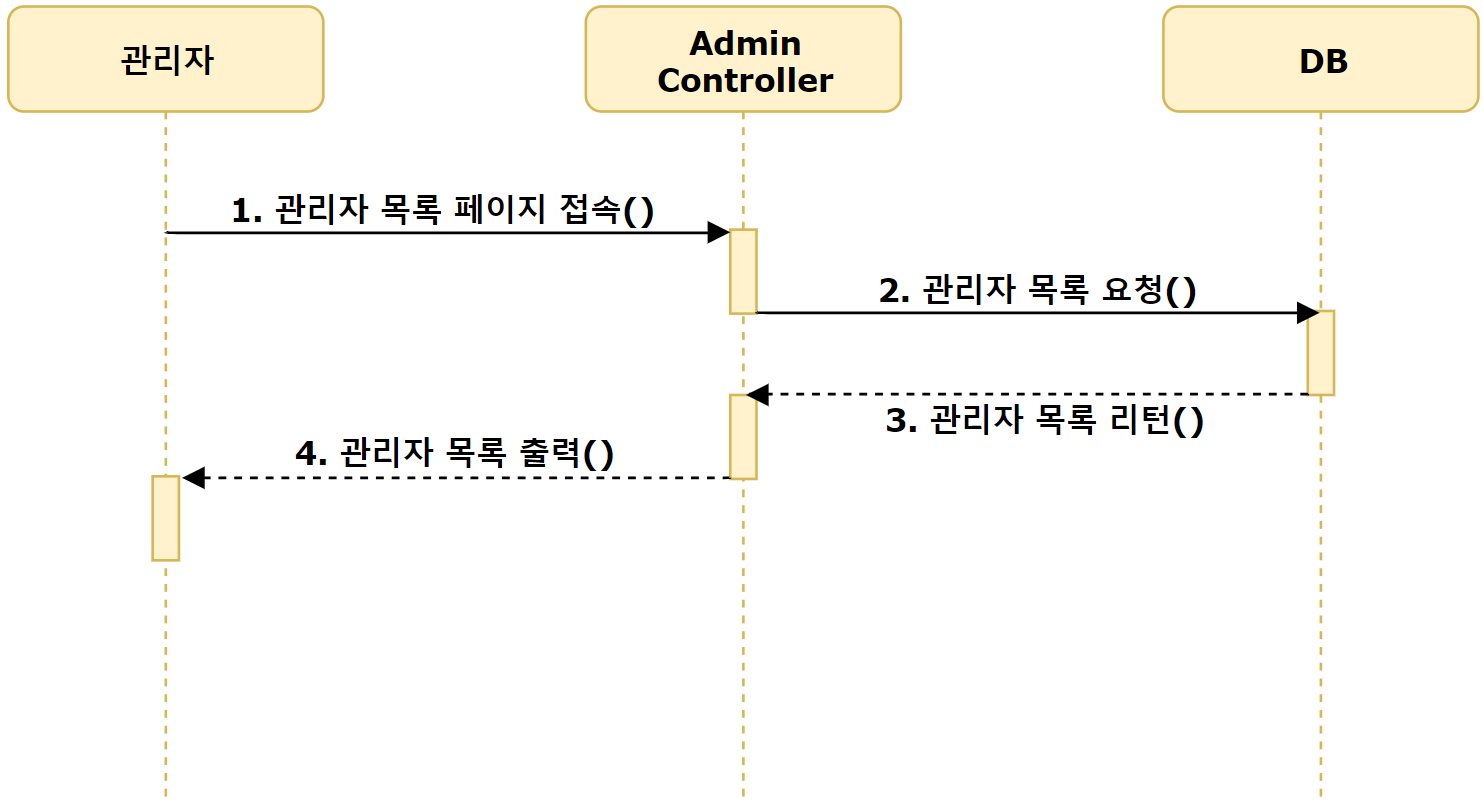 관리자
Admin
Controller
DB
1. 관리자 목록 페이지 접속()
2. 관리자 목록 요청()
3. 관리자 목록 리턴()
4. 관리자 목록 출력()